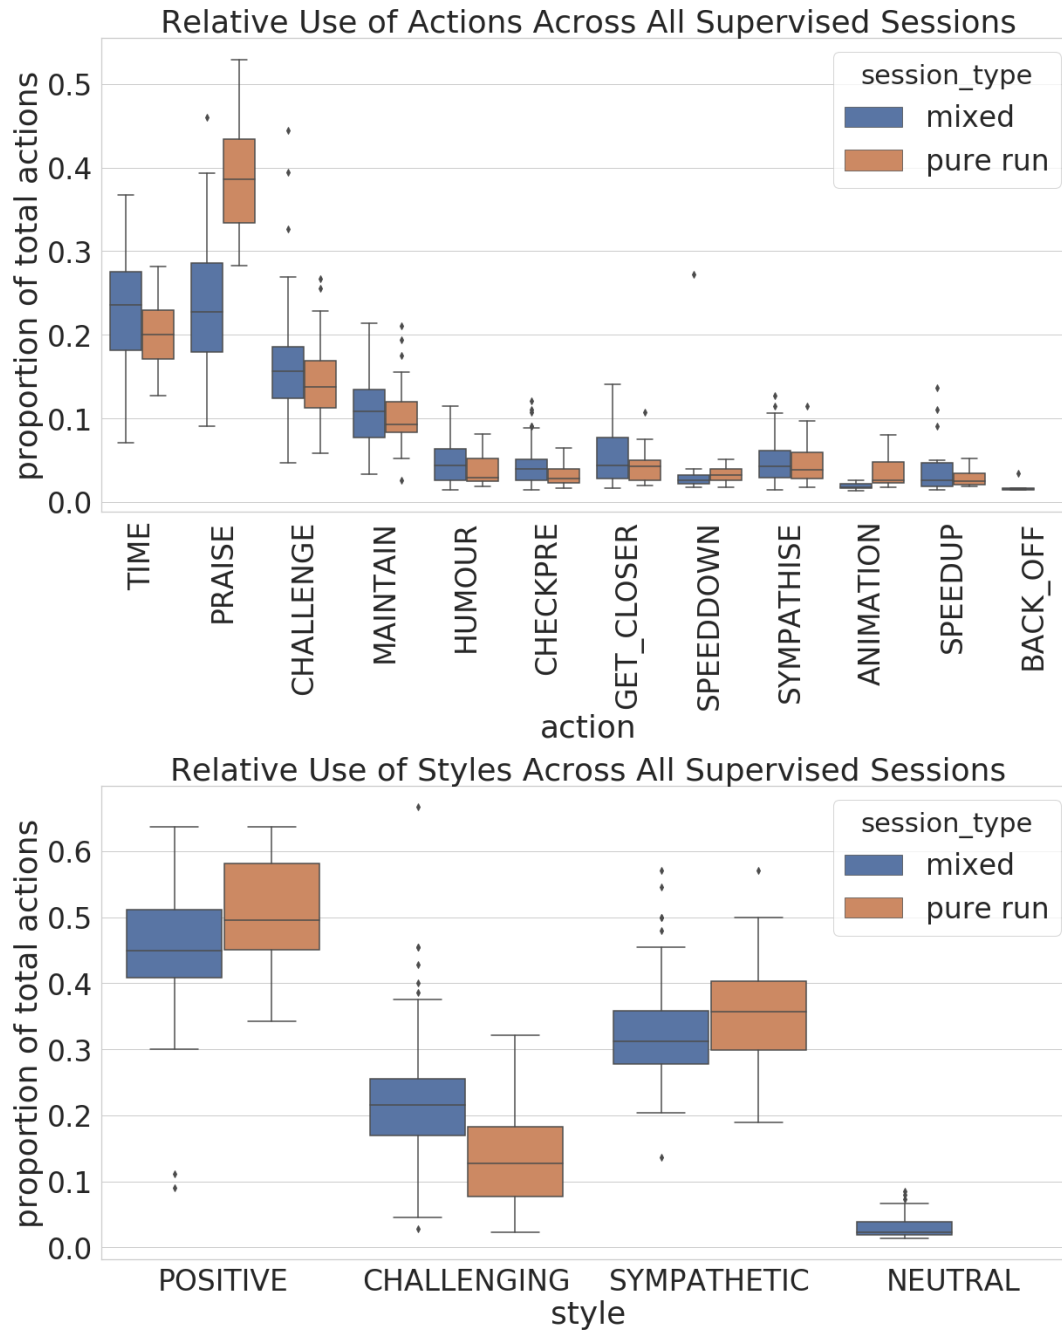 Relative Use of Actions Across All Supervised Sessions
proportion of total actions
0.5
0.4
0.3
0.2
0.1
0.0
session_type
mixed
pure run
TIME
PRAISE
CHALLENGE
MAINTAIN
HUMOUR
CHECKPRE
GET_CLOSER
SPEEDDOWN
SYMPATHISE
ANIMATION
SPEEDUP
BACK_OFF
action
Relative Use of Styles Across All Supervised Sessions
proportion of total actions
0.6
0.5
0.4
0.3
0.2
0.1
0.0
session_type
mixed
pure run
POSITIVE
CHALLENGING
SYMPATHETIC
NEUTRAL
style